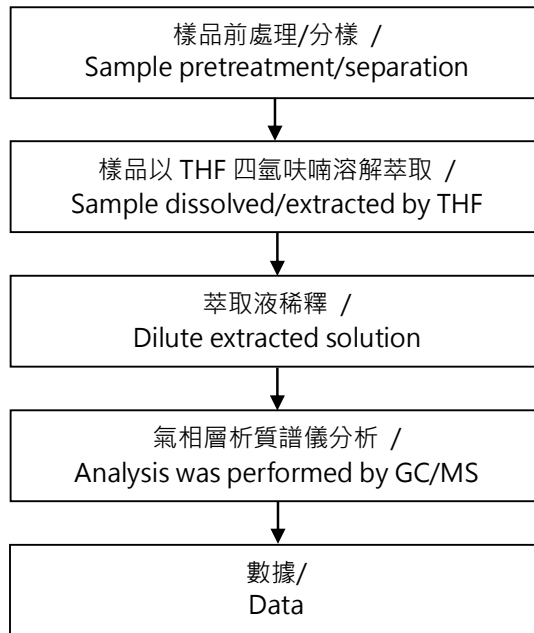 樣品前處理/分樣 /
Sample pretreatment/separation
樣品以 THF 四氫呋喃溶解萃取 /
Sample dissolved/extracted by THF
萃取液稀釋 /
Dilute extracted solution
氣相層析質譜儀分析 /
Analysis was performed by GC/MS
數據/
Data